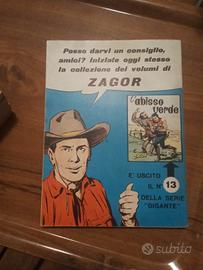 Posso darvi un consiglio,
amici? Iniziate oggi stesso
la collezione dei volumi di
ZAGOR
l'abisso
verde
E' USCITO
IL N° 13
DELLA SERIE
"GIGANTE"
subito